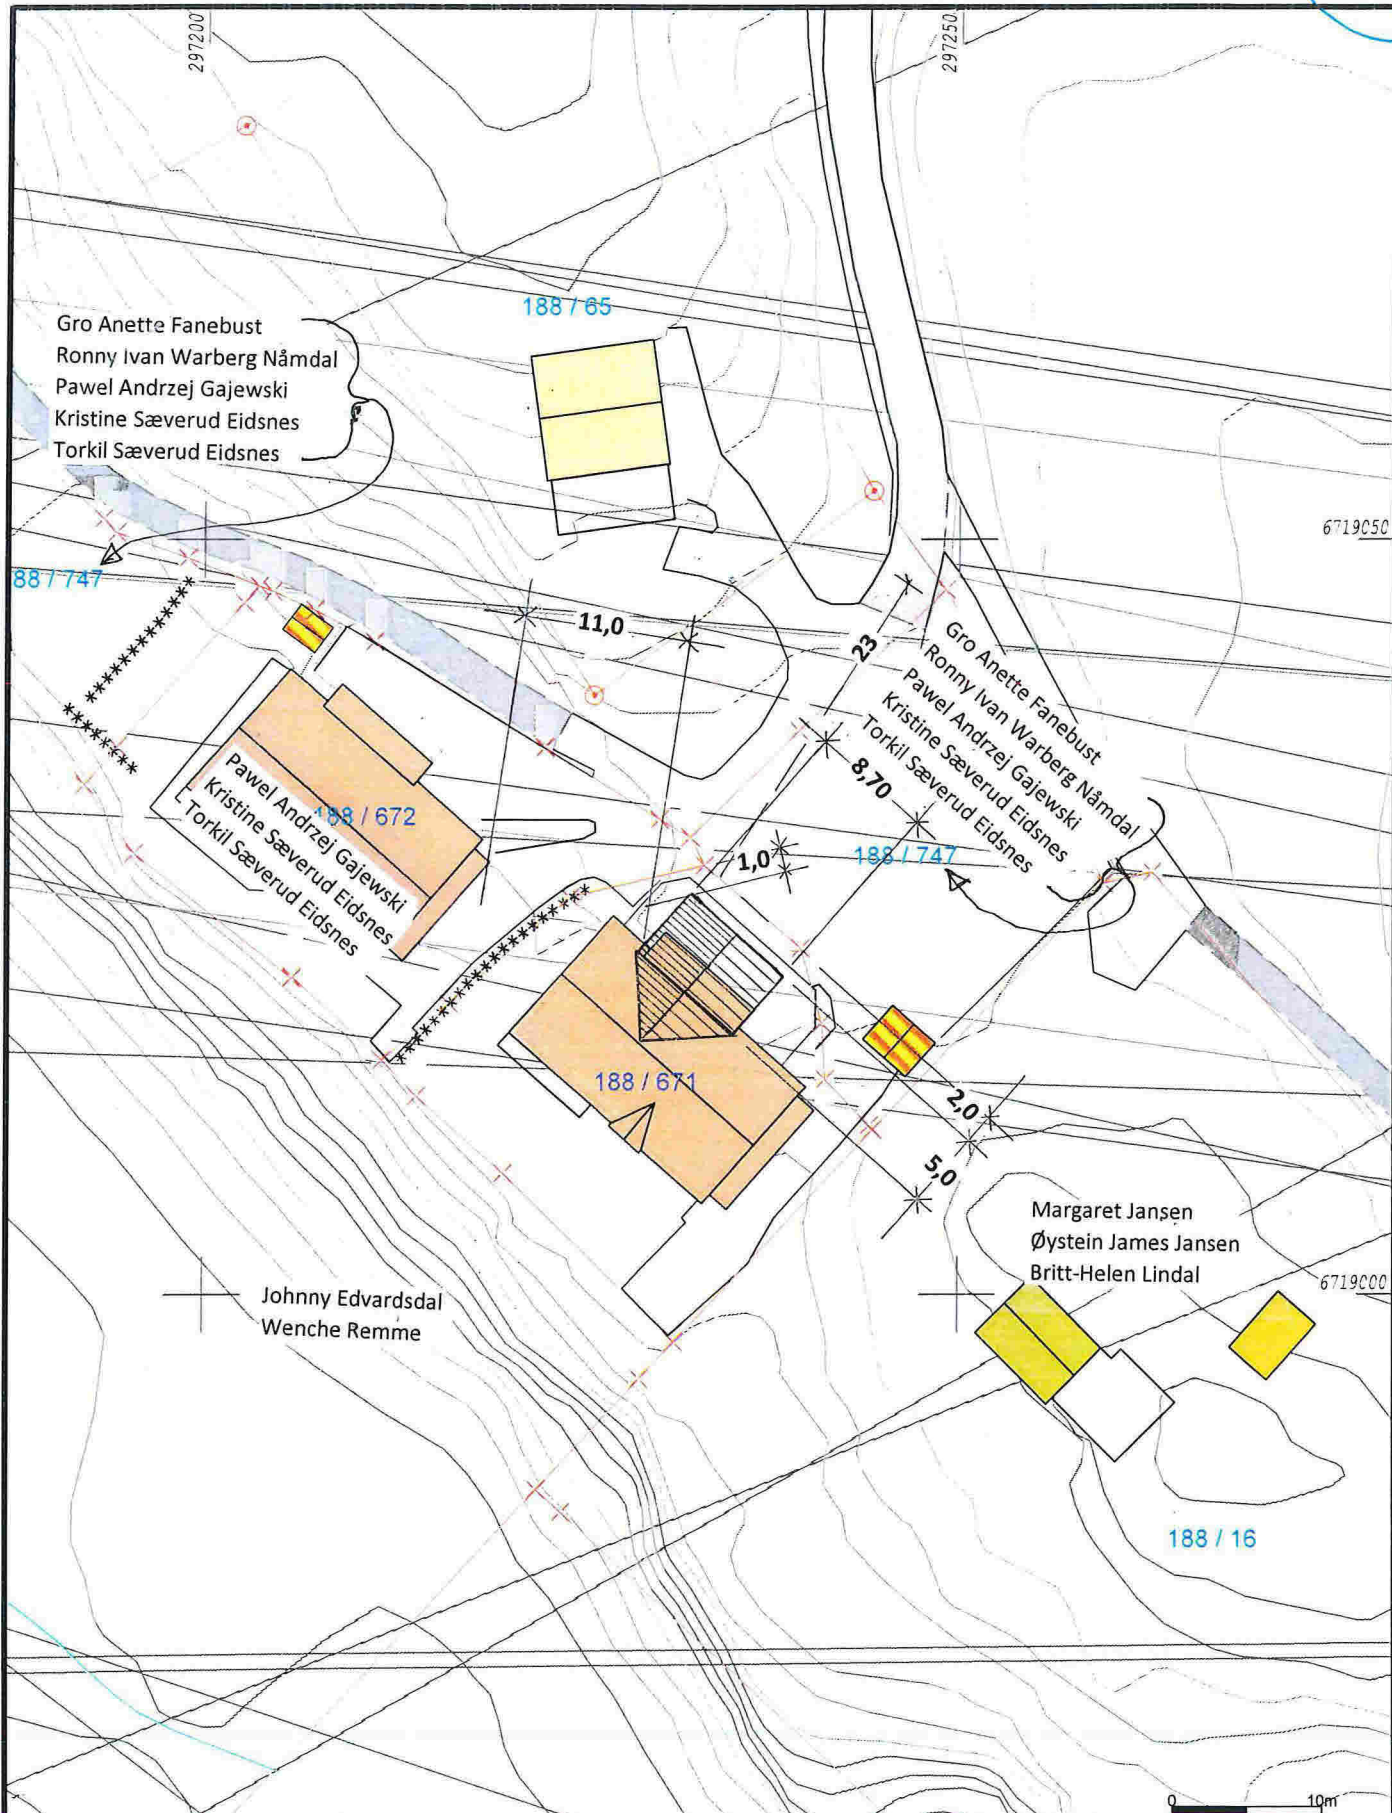 297200
297250
188 / 65
Gro Anette Fanebust
Ronny Ivan Warberg Nåmdal
Pawel Andrzej Gajewski
Kristine Sæverud Eidsnes
Torkil Sæverud Eidsnes
6719050
88 / 747
11,0
23
Gro Anette Fanebust
Ronny Ivan Warberg Nåmdal
Pawel Andrzej Gajewski
Kristine Sæverud Eidsnes
Torkil Sæverud Eidsnes
8,70
Pawel Andrzej Gajewski
Kristine Sæverud Eidsnes
Torkil Sæverud Eidsnes
188 / 672
1,0
188 / 747
188 / 671
2,0
5,0
Margaret Jansen
Øystein James Jansen
Britt-Helen Lindal
6719000
Johnny Edvardsdal
Wenche Remme
188 / 16
0 10m